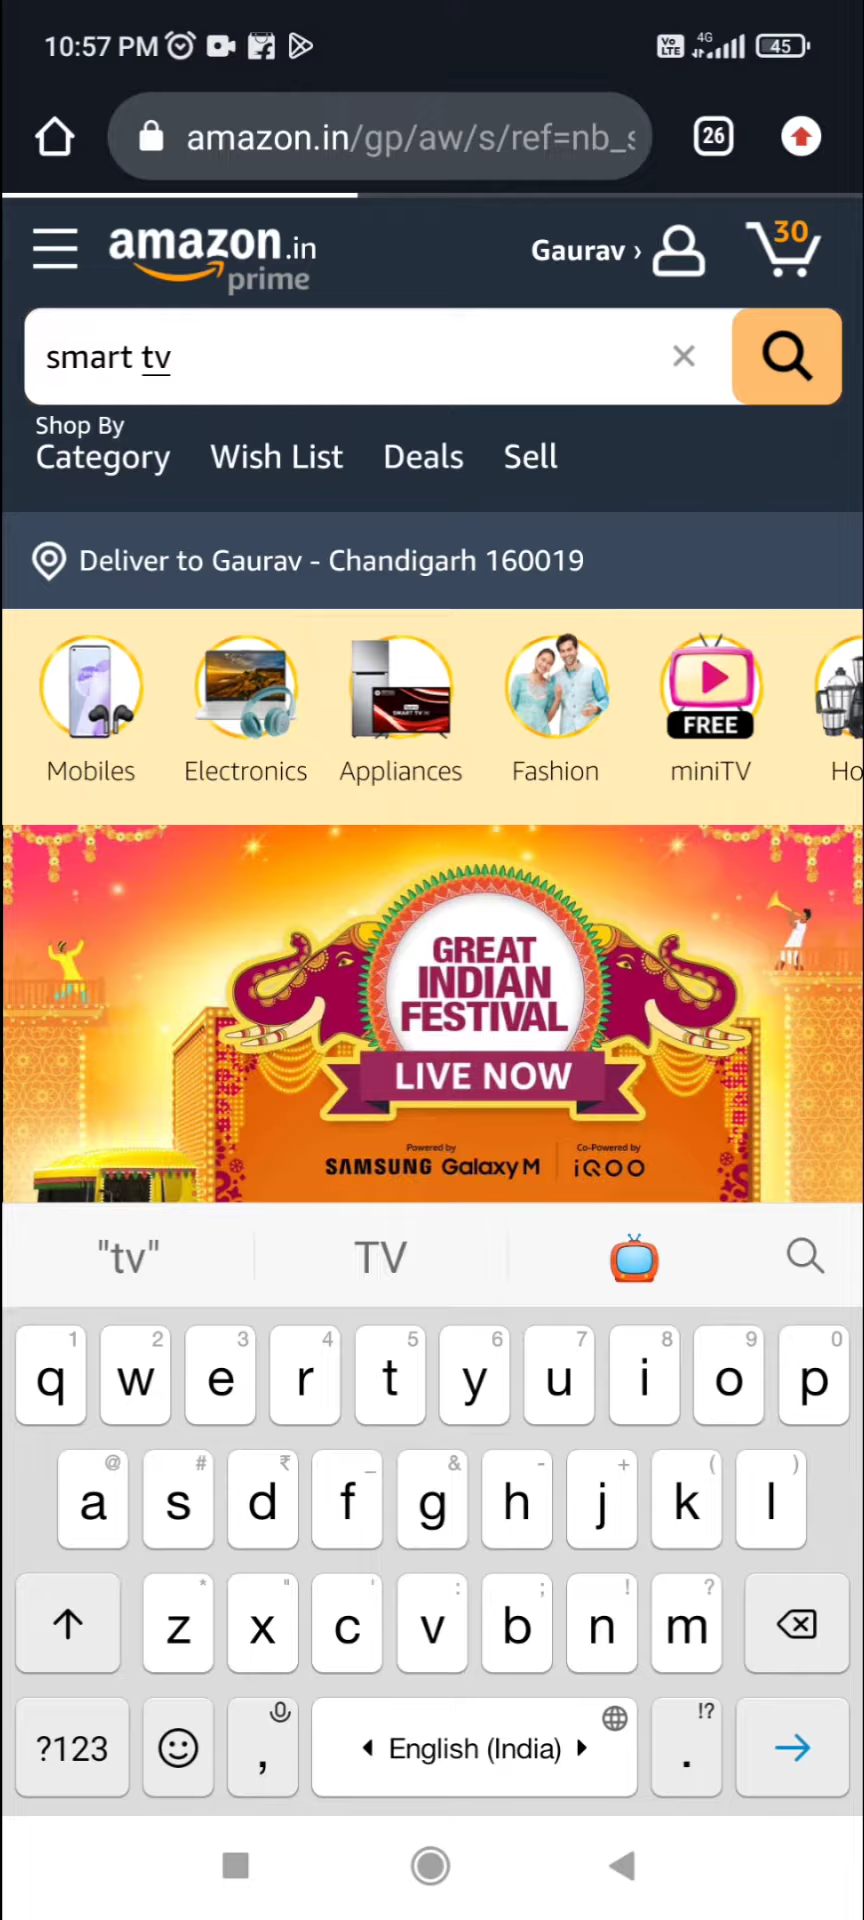 10:57 PM
Vo LTE 4G 45
amazon.in/gp/aw/s/ref=nb_s
26
amazon.in
prime
Gaurav ›
30
smart tv
Shop By
Category Wish List Deals Sell
Deliver to Gaurav - Chandigarh 160019
FREE
Mobiles Electronics Appliances Fashion miniTV Ho
GREAT
INDIAN
FESTIVAL
LIVE NOW
Powered by Co-Powered by
SAMSUNG Galaxy M iQOO
"tv" TV
1 2 3 4 5 6 7 8 9 0
q w e r t y u i o p
@ # ₹ _ & - + ( )
a s d f g h j k l
* " ' : ; ! ?
z x c v b n m
!?
?123 , English (India) .